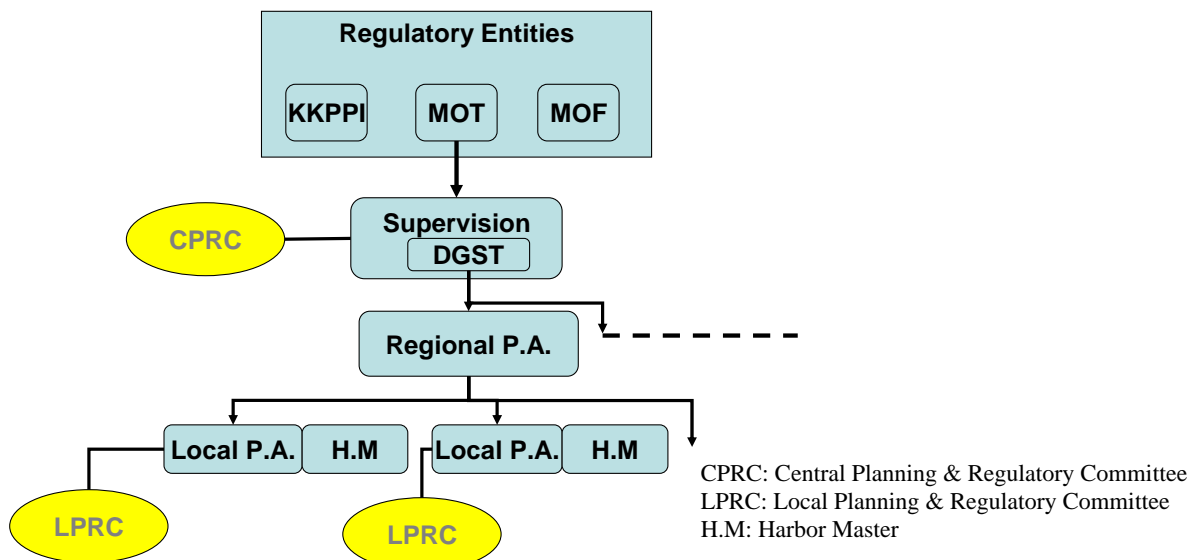 Regulatory Entities
KKPPI MOT MOF
Supervision
CPRC
DGST
Regional P.A.
Local P.A. H.M Local P.A. H.M
CPRC: Central Planning & Regulatory Committee
LPRC: Local Planning & Regulatory Committee
H.M: Harbor Master
LPRC LPRC